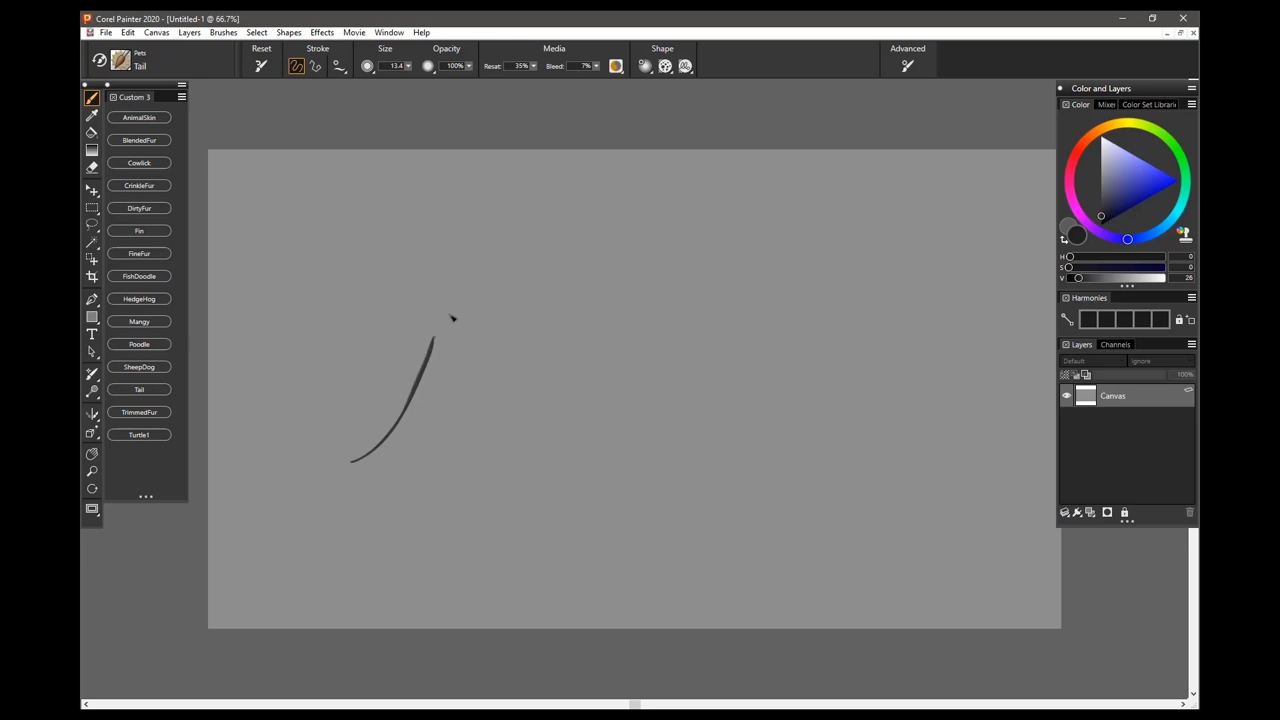 Corel Painter 2020 - [Untitled-1 @ 66.7%]
File Edit Canvas Layers Brushes Select Shapes Effects Movie Window Help
Pets
Tail
Reset Stroke Size Opacity Media Shape Advanced
13.4 100% Resat: 35% Bleed: 7%
Custom 3
AnimalSkin
BlendedFur
Cowlick
CrinkleFur
DirtyFur
Fin
FineFur
FishDoodle
HedgeHog
Mangy
Poodle
SheepDog
Tail
TrimmedFur
Turtle1
T
Color and Layers
Color Mixer Color Set Librari
H 0
S 0
V 26
Harmonies
Layers Channels
Default Ignore
100%
Canvas